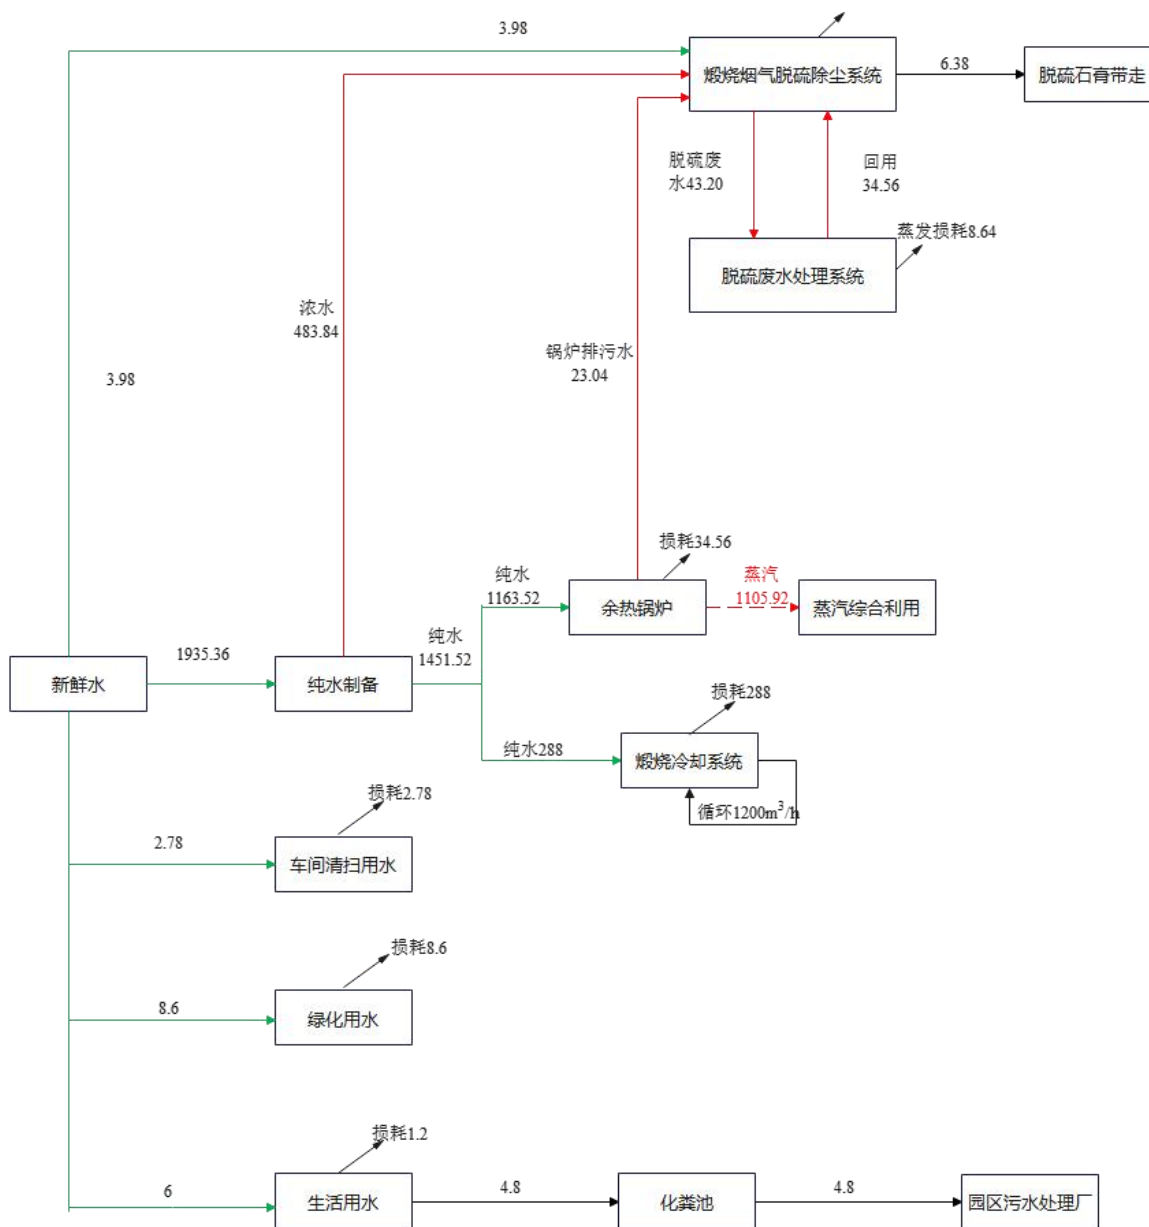 3.98
煅烧烟气脱硫除尘系统
6.38
脱硫石膏带走
脱硫废
水43.20
回用
34.56
蒸发损耗8.64
脱硫废水处理系统
浓水
483.84
锅炉排污水
23.04
3.98
损耗34.56
纯水
1163.52
余热锅炉
蒸汽
1105.92
蒸汽综合利用
新鲜水
1935.36
纯水制备
纯水
1451.52
损耗288
纯水288
煅烧冷却系统
循环1200m³/h
损耗2.78
2.78
车间清扫用水
损耗8.6
8.6
绿化用水
损耗1.2
6
生活用水
4.8
化粪池
4.8
园区污水处理厂